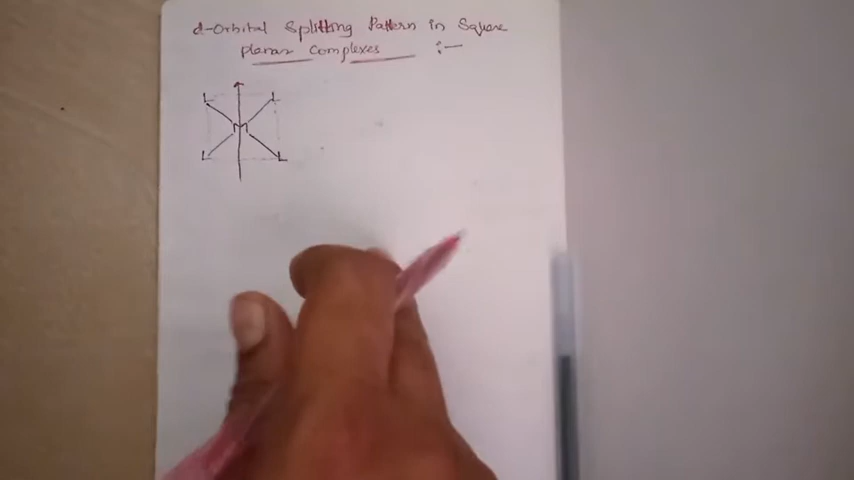 d-Orbital Splitting Pattern in Square
planar Complexes :-
L L
M
L L